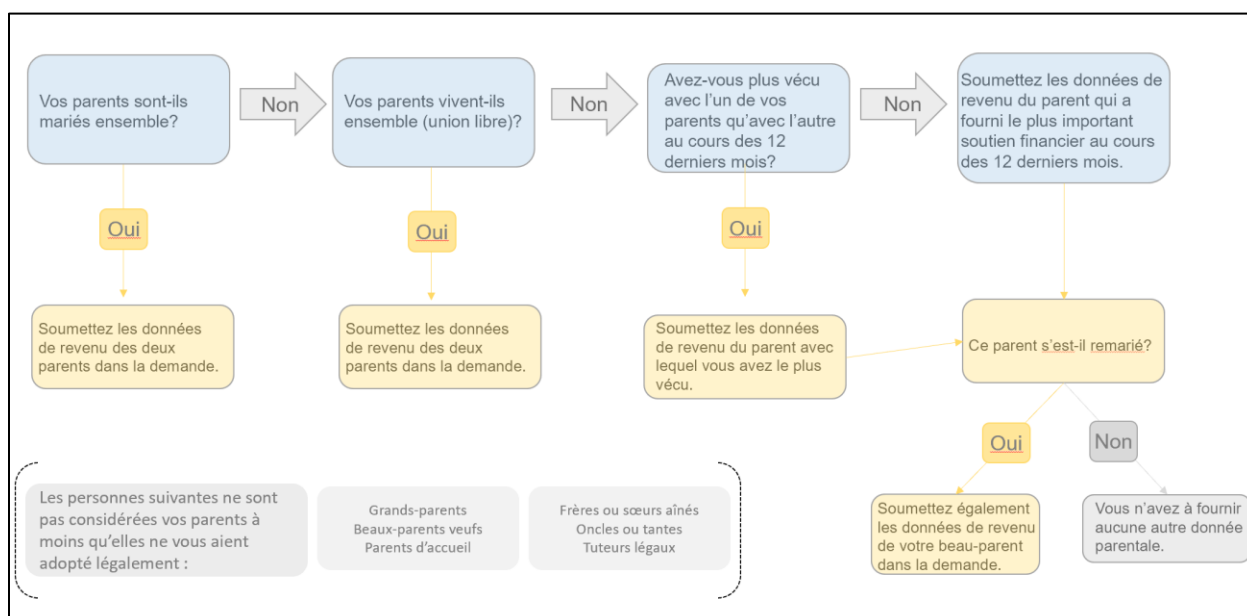 Vos parents sont-ils
mariés ensemble?
Non
Vos parents vivent-ils
ensemble (union libre)?
Non
Avez-vous plus vécu
avec l'un de vos
parents qu'avec l'autre
au cours des 12
derniers mois?
Non
Soumettez les données de
revenu du parent qui a
fourni le plus important
soutien financier au cours
des 12 derniers mois.
Oui
Oui
Oui
Soumettez les données
de revenu des deux
parents dans la demande.
Soumettez les données
de revenu des deux
parents dans la demande.
Soumettez les données
de revenu du parent avec
lequel vous avez le plus
vécu.
Ce parent s'est-il remarié?
Oui
Non
Soumettez également
les données de revenu
de votre beau-parent
dans la demande.
Vous n'avez à fournir
aucune autre donnée
parentale.
Les personnes suivantes ne sont
pas considérées vos parents à
moins qu'elles ne vous aient
adopté légalement :
Grands-parents
Beaux-parents veufs
Parents d'accueil
Frères ou sœurs aînés
Oncles ou tantes
Tuteurs légaux